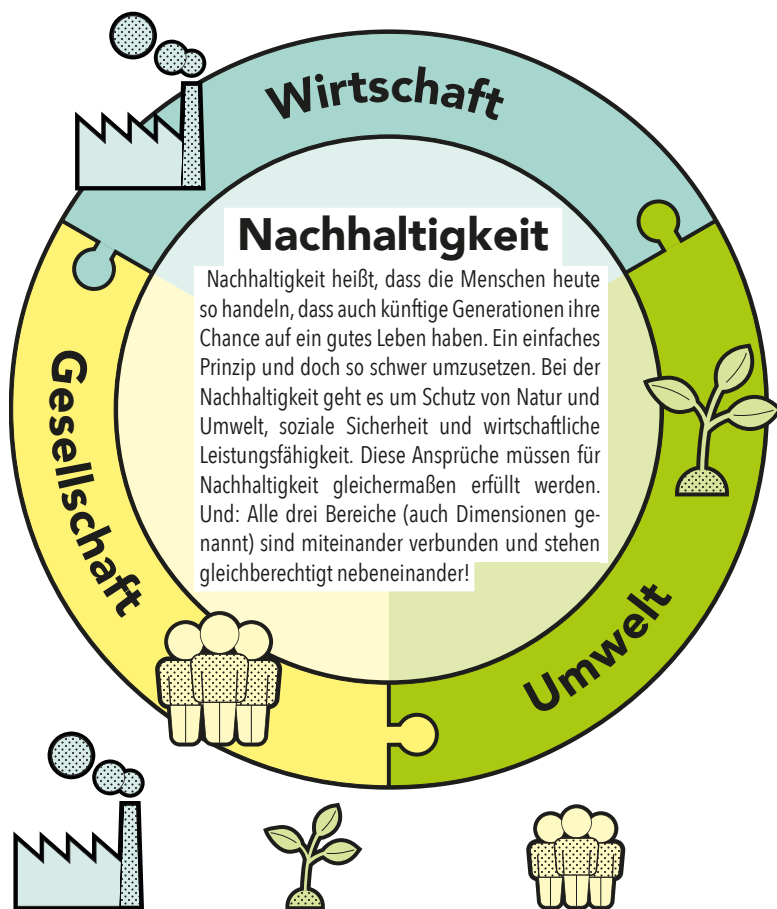 Wirtschaft
Nachhaltigkeit
Nachhaltigkeit heißt, dass die Menschen heute
so handeln, dass auch künftige Generationen ihre
Chance auf ein gutes Leben haben. Ein einfaches
Prinzip und doch so schwer umzusetzen. Bei der
Nachhaltigkeit geht es um Schutz von Natur und
Umwelt, soziale Sicherheit und wirtschaftliche
Leistungsfähigkeit. Diese Ansprüche müssen für
Nachhaltigkeit gleichermaßen erfüllt werden.
Und: Alle drei Bereiche (auch Dimensionen ge-
nannt) sind miteinander verbunden und stehen
gleichberechtigt nebeneinander!
Gesellschaft
Umwelt